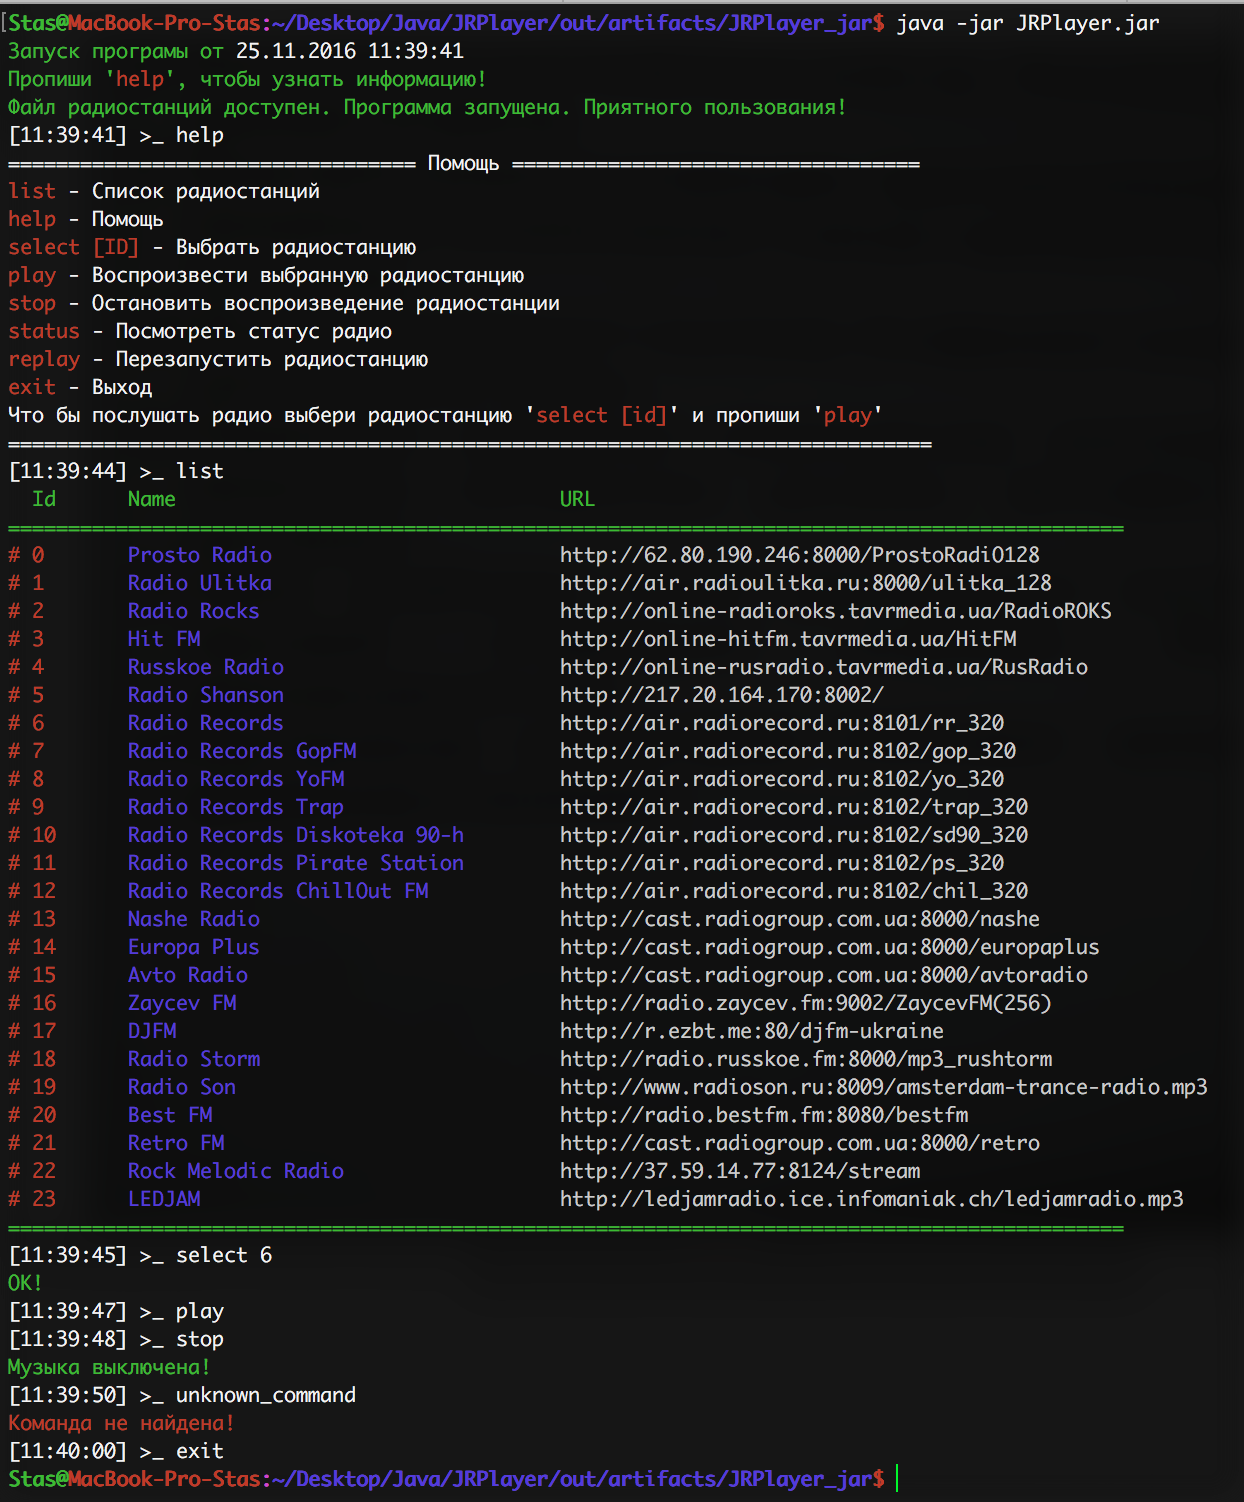 [Stas@MacBook-Pro-Stas:~/Desktop/Java/JRPlayer/out/artifacts/JRPlayer_jar$ java -jar JRPlayer.jar
Запуск програмы от 25.11.2016 11:39:41
Пропиши 'help', чтобы узнать информацию!
Файл радиостанций доступен. Программа запущена. Приятного пользования!
[11:39:41] >_ help
================================== Помощь ==================================
list - Список радиостанций
help - Помощь
select [ID] - Выбрать радиостанцию
play - Воспроизвести выбранную радиостанцию
stop - Остановить воспроизведение радиостанции
status - Посмотреть статус радио
replay - Перезапустить радиостанцию
exit - Выход
Что бы послушать радио выбери радиостанцию 'select [id]' и пропиши 'play'
=============================================================================
[11:39:44] >_ list
Id Name URL
=============================================================================================
# 0 Prosto Radio http://62.80.190.246:8000/ProstoRadiO128
# 1 Radio Ulitka http://air.radioulitka.ru:8000/ulitka_128
# 2 Radio Rocks http://online-radioroks.tavrmedia.ua/RadioROKS
# 3 Hit FM http://online-hitfm.tavrmedia.ua/HitFM
# 4 Russkoe Radio http://online-rusradio.tavrmedia.ua/RusRadio
# 5 Radio Shanson http://217.20.164.170:8002/
# 6 Radio Records http://air.radiorecord.ru:8101/rr_320
# 7 Radio Records GopFM http://air.radiorecord.ru:8102/gop_320
# 8 Radio Records YoFM http://air.radiorecord.ru:8102/yo_320
# 9 Radio Records Trap http://air.radiorecord.ru:8102/trap_320
# 10 Radio Records Diskoteka 90-h http://air.radiorecord.ru:8102/sd90_320
# 11 Radio Records Pirate Station http://air.radiorecord.ru:8102/ps_320
# 12 Radio Records ChillOut FM http://air.radiorecord.ru:8102/chil_320
# 13 Nashe Radio http://cast.radiogroup.com.ua:8000/nashe
# 14 Europa Plus http://cast.radiogroup.com.ua:8000/europaplus
# 15 Avto Radio http://cast.radiogroup.com.ua:8000/avtoradio
# 16 Zaycev FM http://radio.zaycev.fm:9002/ZaycevFM(256)
# 17 DJFM http://r.ezbt.me:80/djfm-ukraine
# 18 Radio Storm http://radio.russkoe.fm:8000/mp3_rushtorm
# 19 Radio Son http://www.radioson.ru:8009/amsterdam-trance-radio.mp3
# 20 Best FM http://radio.bestfm.fm:8080/bestfm
# 21 Retro FM http://cast.radiogroup.com.ua:8000/retro
# 22 Rock Melodic Radio http://37.59.14.77:8124/stream
# 23 LEDJAM http://ledjamradio.ice.infomaniak.ch/ledjamradio.mp3
=============================================================================================
[11:39:45] >_ select 6
OK!
[11:39:47] >_ play
[11:39:48] >_ stop
Музыка выключена!
[11:39:50] >_ unknown_command
Команда не найдена!
[11:40:00] >_ exit
Stas@MacBook-Pro-Stas:~/Desktop/Java/JRPlayer/out/artifacts/JRPlayer_jar$